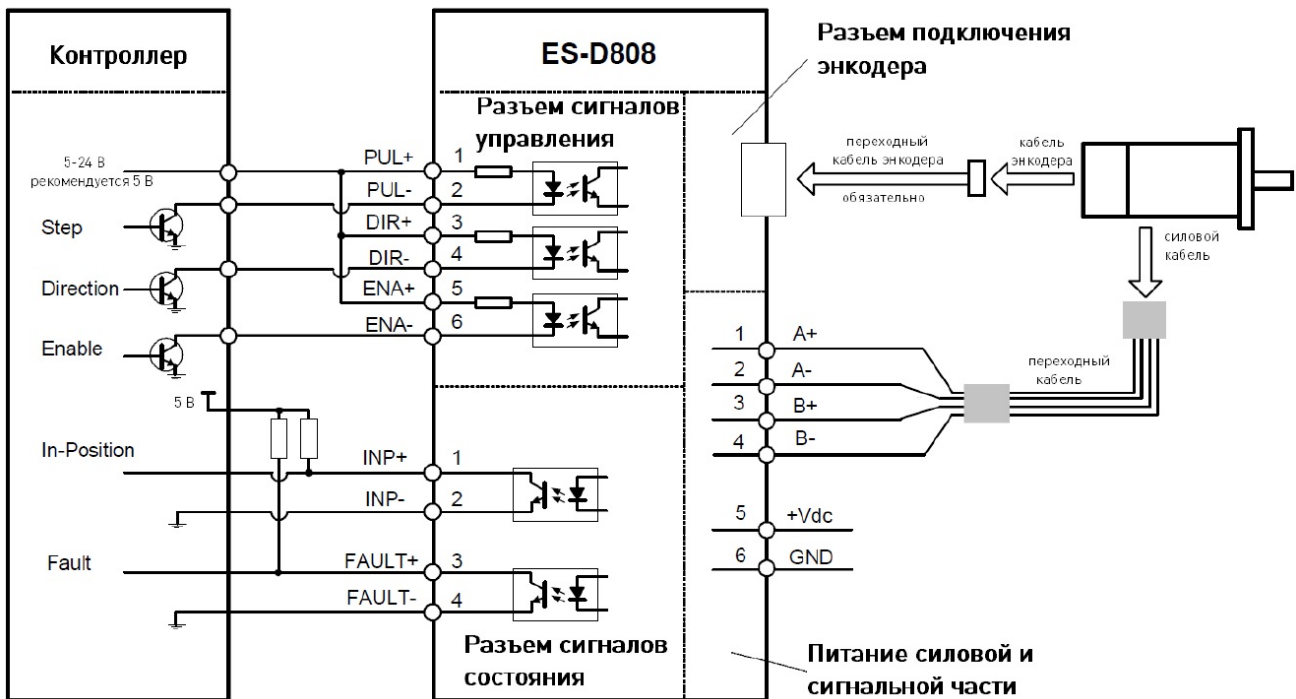 Контроллер
5-24 В
рекомендуется 5 В
Step
Direction
Enable
5 В
In-Position
Fault
PUL+
PUL-
DIR+
DIR-
ENA+
ENA-
INP+
INP-
FAULT+
FAULT-
ES-D808
Разъем сигналов
управления
1
2
3
4
5
6
1
2
3
4
Разъем сигналов
состояния
Разъем подключения
энкодера
переходный
кабель энкодера
обязательно
кабель
энкодера
силовой
кабель
переходный
кабель
1 A+
2 A-
3 B+
4 B-
5 +Vdc
6 GND
Питание силовой и
сигнальной части